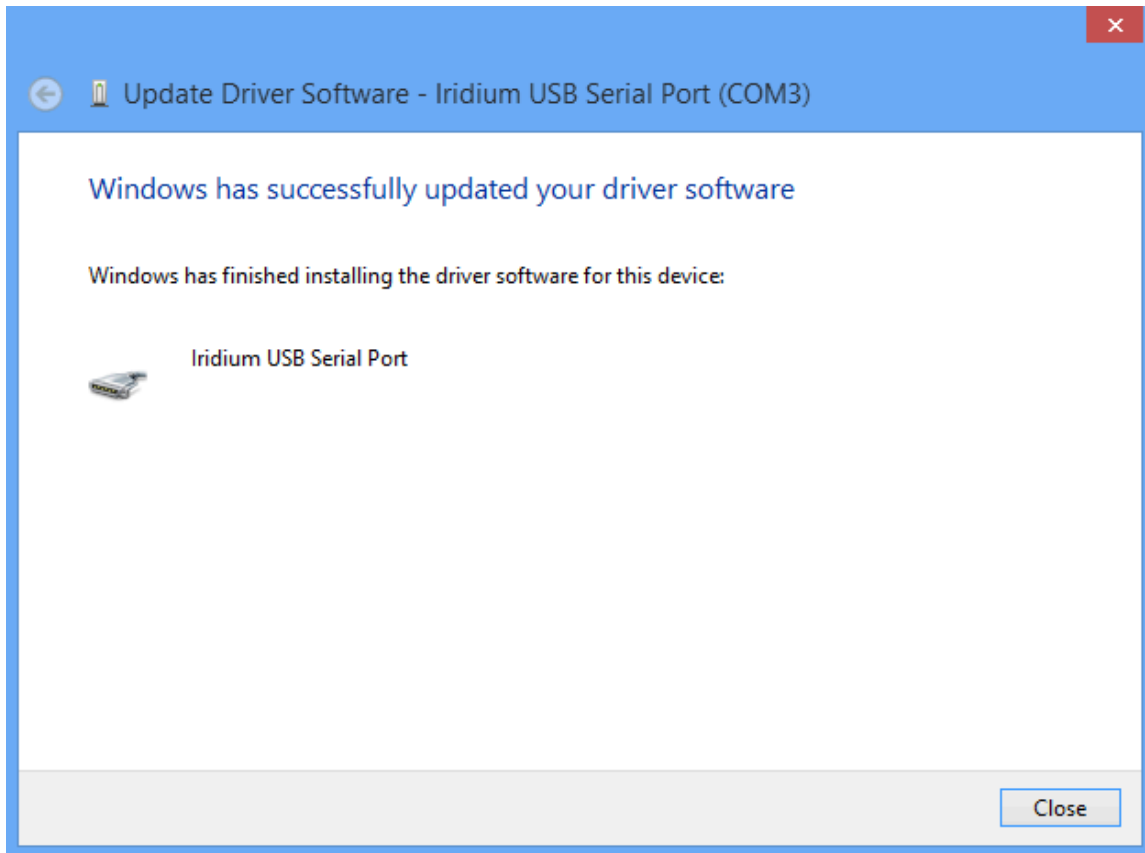 Update Driver Software - Iridium USB Serial Port (COM3)
Windows has successfully updated your driver software
Windows has finished installing the driver software for this device:
Iridium USB Serial Port
Close